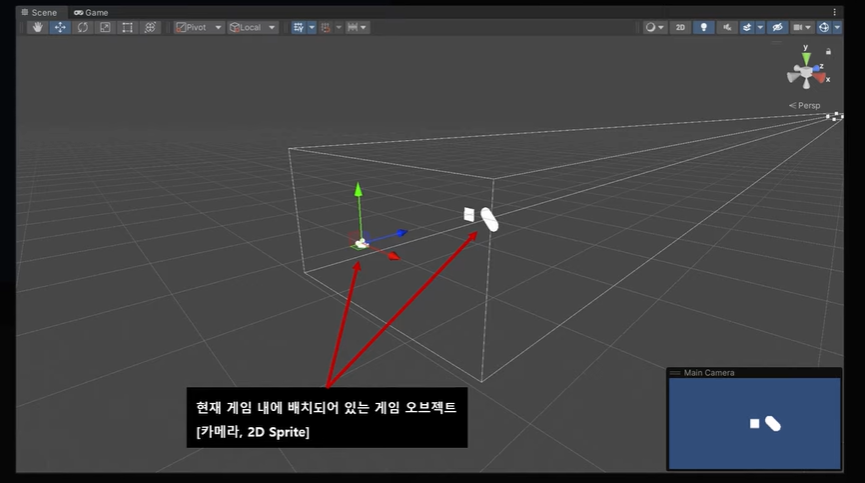 Scene
Game
Pivot
Local
2D
y
z
x
Persp
현재 게임 내에 배치되어 있는 게임 오브젝트
[카메라, 2D Sprite]
Main Camera